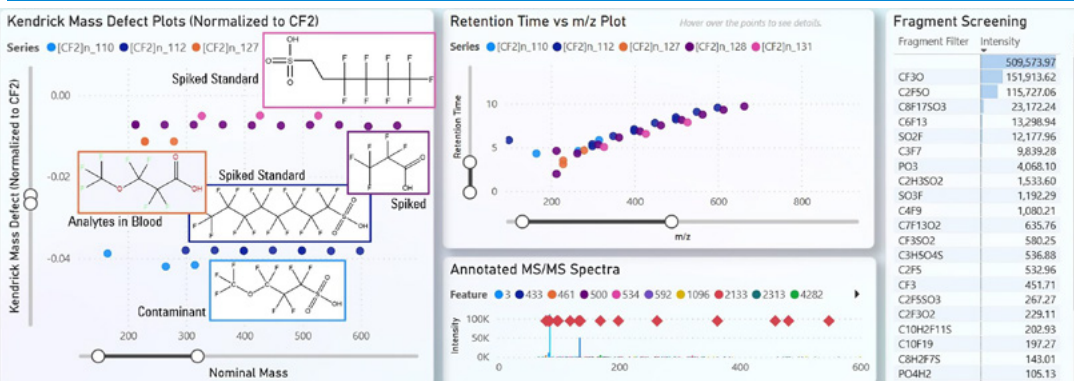 Kendrick Mass Defect Plots (Normalized to CF2)
Series [CF2]n_110 [CF2]n_112 [CF2]n_127
Kendrick Mass Defect (Normalized to CF2)
0.00
-0.02
-0.04
Spiked Standard
Spiked Standard
Spiked
Analytes in Blood
Contaminant
200
300
400
500
600
Nominal Mass
Retention Time vs m/z Plot
Hover over the points to see details.
Series [CF2]n_110 [CF2]n_112 [CF2]n_127 [CF2]n_128 [CF2]n_131
Retention Time
10
5
0
200
400
600
800
m/z
Annotated MS/MS Spectra
Feature 3 433 461 500 534 592 1096 2133 2313 4282
Intensity
100K
50K
0K
0
200
400
600
Fragment Screening
Fragment Filter Intensity
509,573.97
CF3O 151,913.62
C2F5O 115,727.06
C8F17SO3 23,172.24
C6F13 13,298.94
SO2F 12,177.96
C3F7 9,839.28
PO3 4,068.10
C2H3SO2 1,533.60
SO3F 1,192.29
C4F9 1,080.21
C7F13O2 635.76
CF3SO2 580.25
C3H5O4S 536.88
C2F5 532.96
CF3 451.71
C2F5SO3 267.27
C2F3O2 229.11
C10H2F11S 202.93
C10F19 197.27
C8H2F7S 143.01
PO4H2 105.13